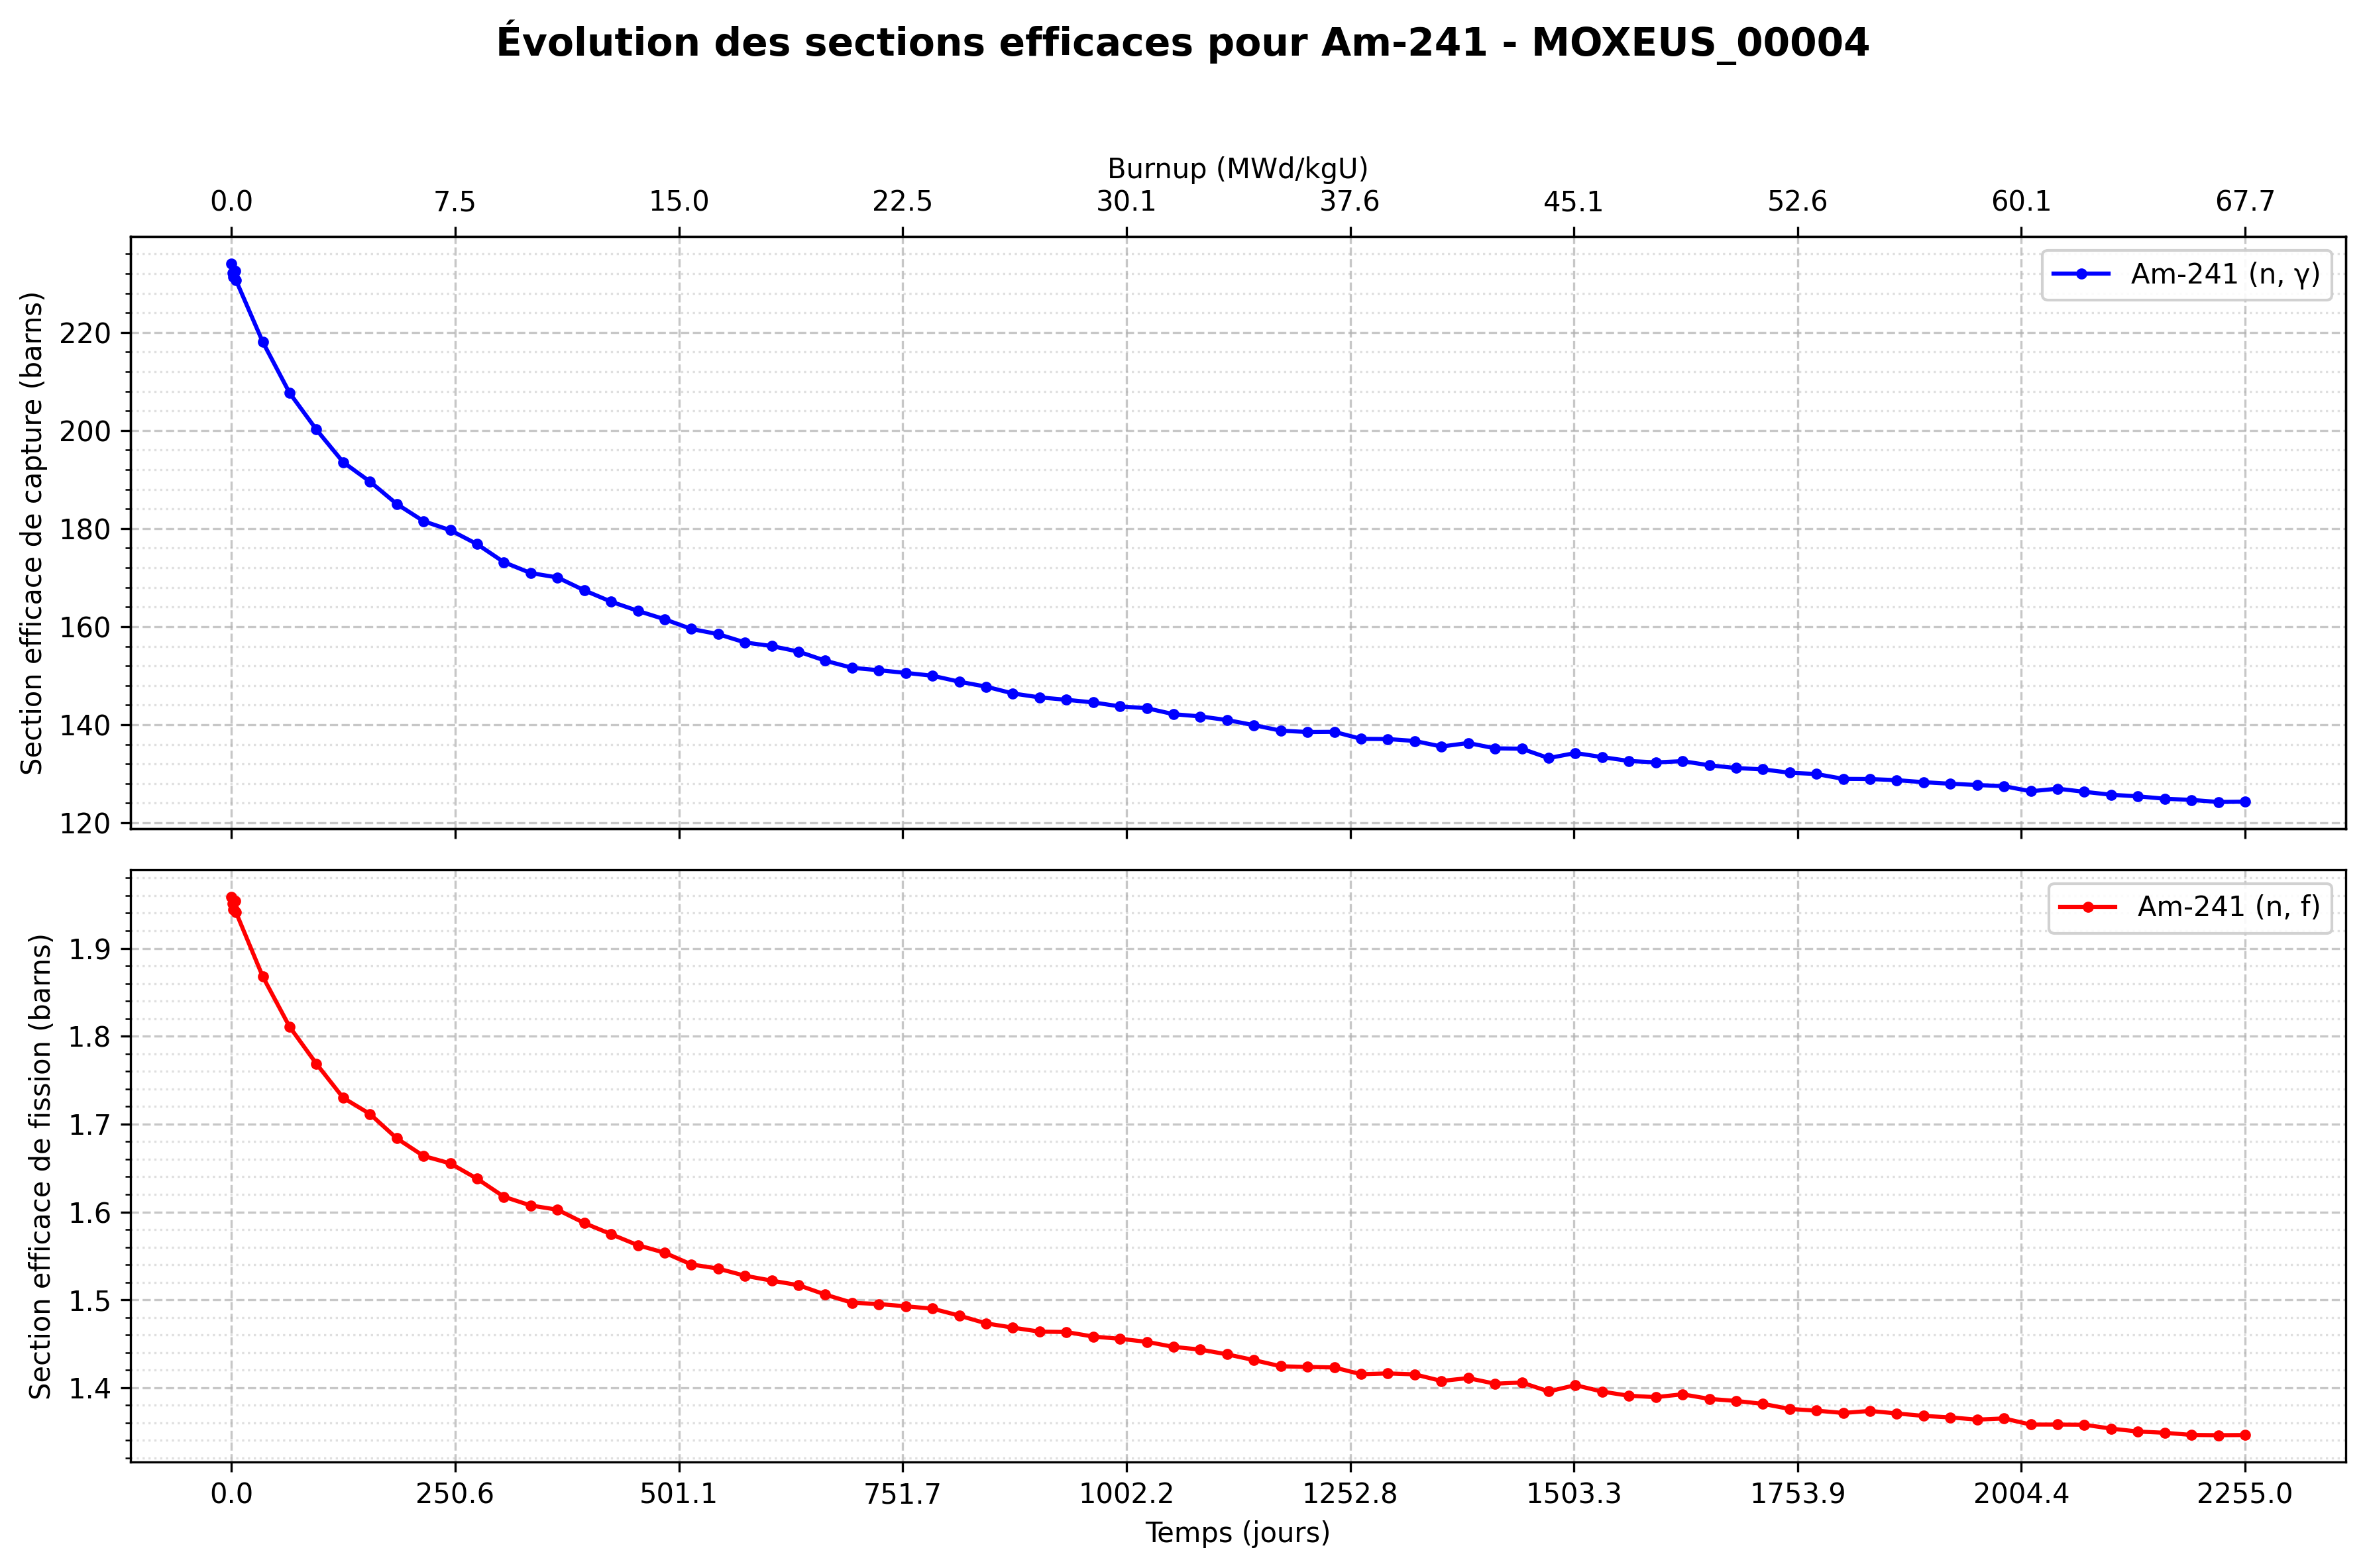 Évolution des sections efficaces pour Am-241 - MOXEUS_00004
Burnup (MWd/kgU)
0.0 7.5 15.0 22.5 30.1 37.6 45.1 52.6 60.1 67.7
Am-241 (n, γ)
Section efficace de capture (barns)
220
200
180
160
140
120
Am-241 (n, f)
Section efficace de fission (barns)
1.9
1.8
1.7
1.6
1.5
1.4
0.0 250.6 501.1 751.7 1002.2 1252.8 1503.3 1753.9 2004.4 2255.0
Temps (jours)